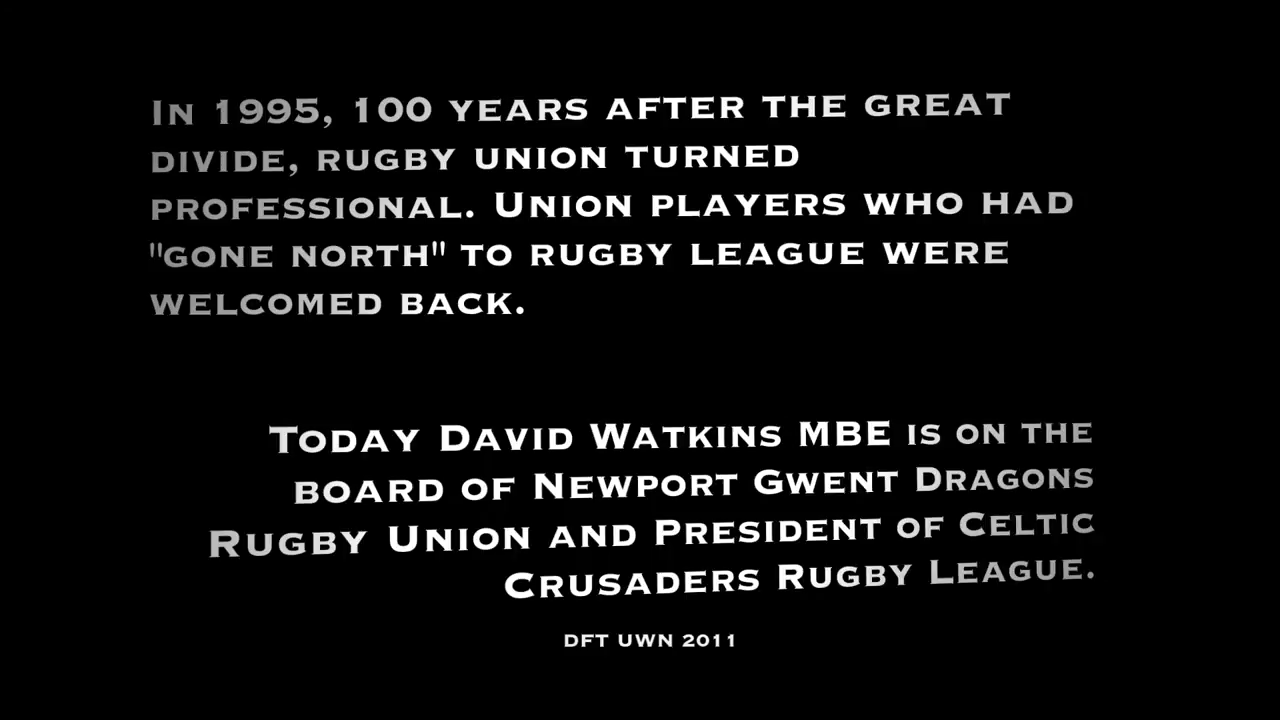 In 1995, 100 years after the great
divide, rugby union turned
professional. Union players who had
"gone north" to rugby league were
welcomed back.
Today David Watkins MBE is on the
board of Newport Gwent Dragons
Rugby Union and President of Celtic
Crusaders Rugby League.
DFT UWN 2011